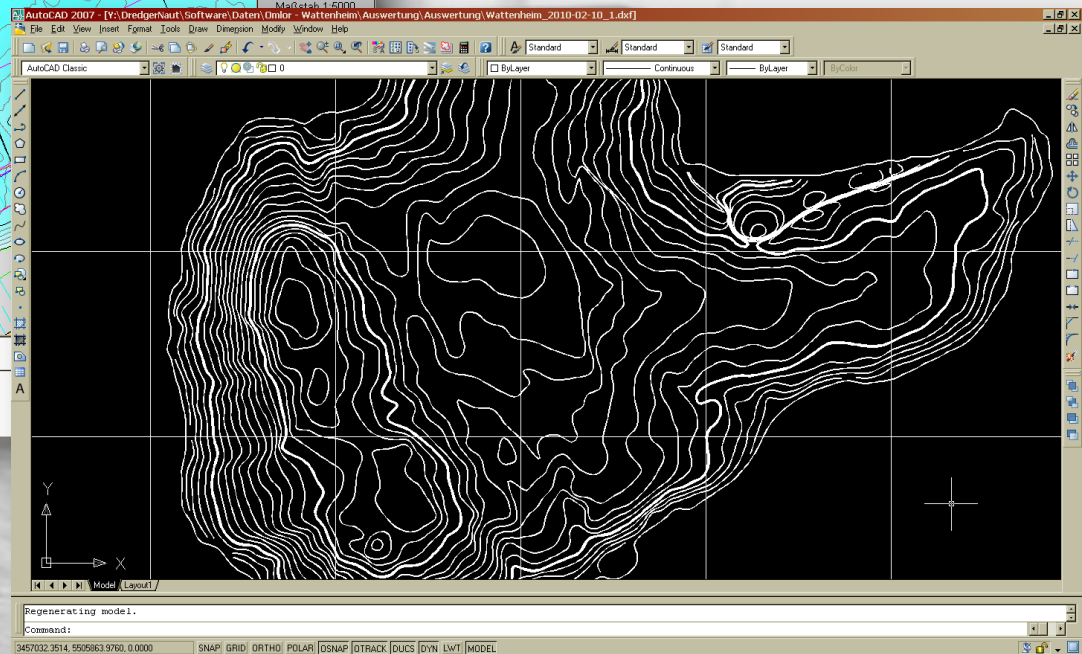 Maßstab 1:5000
AutoCAD 2007 - [Y:\DredgerNaut\Software\Daten\Omlor - Wattenheim\Auswertung\Auswertung\Wattenheim_2010-02-10_1.dxf]
File Edit View Insert Format Tools Draw Dimension Modify Window Help
Standard Standard Standard
AutoCAD Classic 0 ByLayer Continuous ByLayer ByColor
A
Y
X
Model Layout1
Regenerating model.
Command:
3457032.3514, 5505863.9760, 0.0000 SNAP GRID ORTHO POLAR OSNAP OTRACK DUCS DYN LWT MODEL